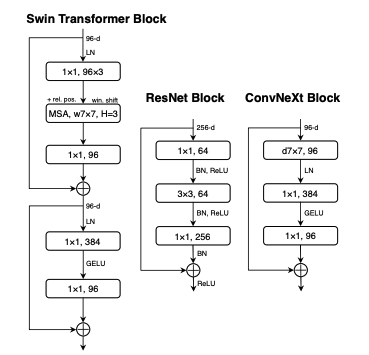 Swin Transformer Block
96-d
LN
1×1, 96×3
+ rel. pos. win. shift
MSA, w7×7, H=3
1×1, 96
96-d
LN
1×1, 384
GELU
1×1, 96
ResNet Block
256-d
1×1, 64
BN, ReLU
3×3, 64
BN, ReLU
1×1, 256
BN
ReLU
ConvNeXt Block
96-d
d7×7, 96
LN
1×1, 384
GELU
1×1, 96